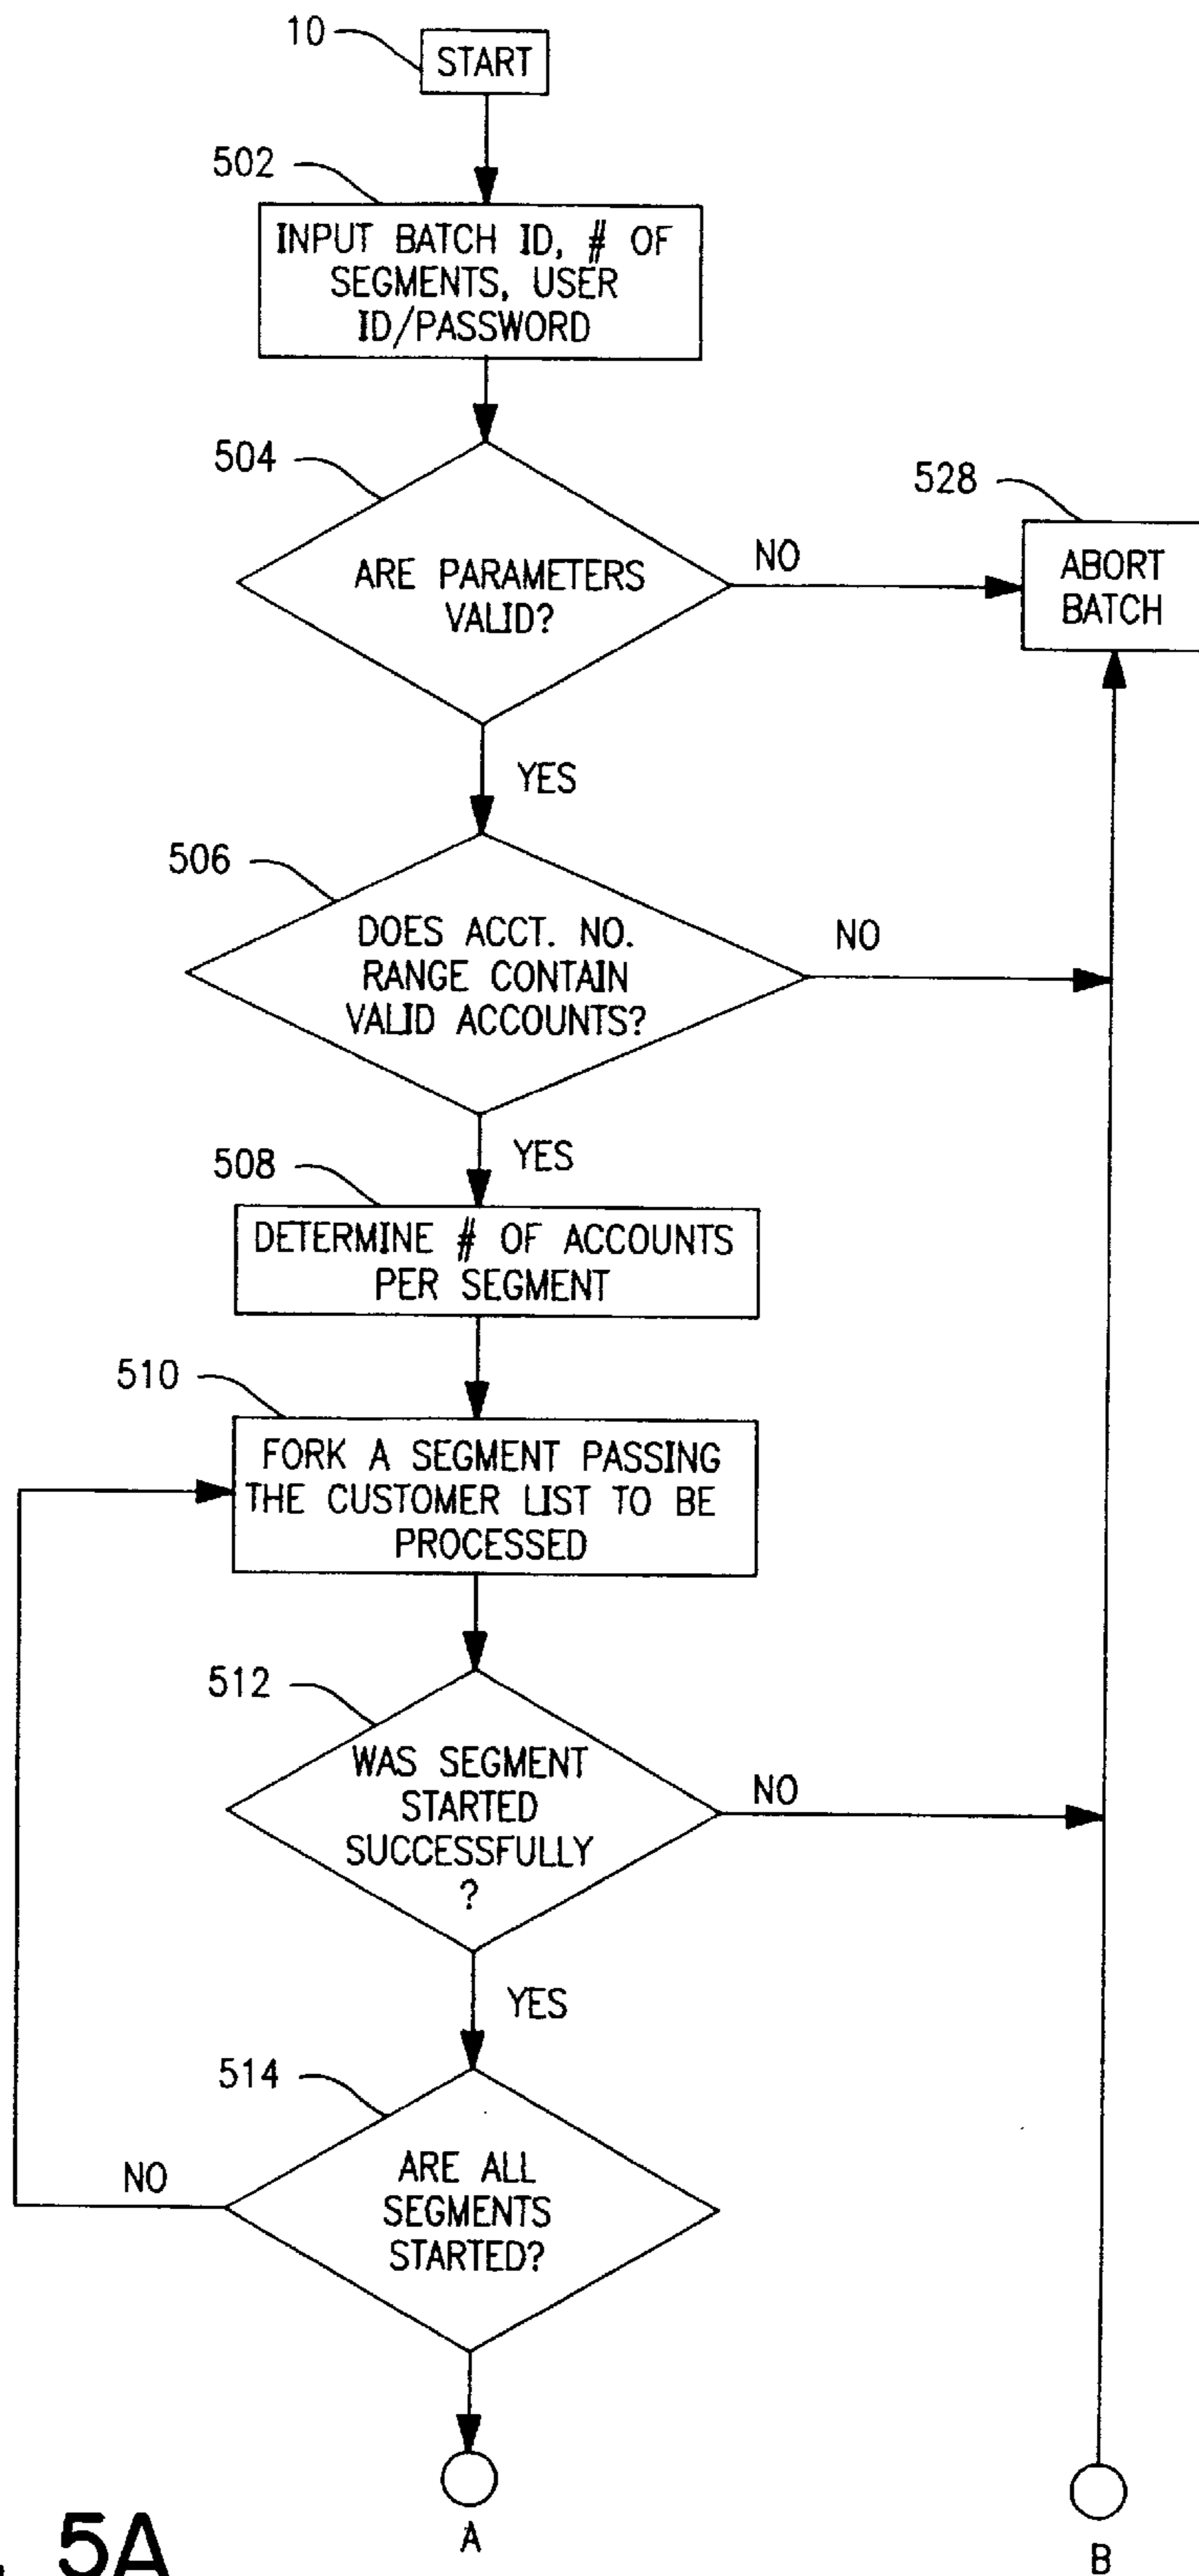 10
START
502
INPUT BATCH ID, # OF
SEGMENTS, USER
ID/PASSWORD
504
ARE PARAMETERS
VALID?
NO
528
ABORT
BATCH
YES
506
DOES ACCT. NO.
RANGE CONTAIN
VALID ACCOUNTS?
NO
YES
508
DETERMINE # OF ACCOUNTS
PER SEGMENT
510
FORK A SEGMENT PASSING
THE CUSTOMER LIST TO BE
PROCESSED
512
WAS SEGMENT
STARTED
SUCCESSFULLY
?
NO
YES
514
ARE ALL
SEGMENTS
STARTED?
NO
A
B
5A